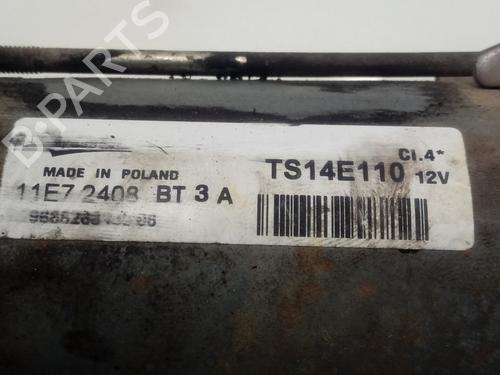 B-PARTS
MADE IN POLAND
TS14E110
Cl.4*
12V
11E7 2408 BT 3 A